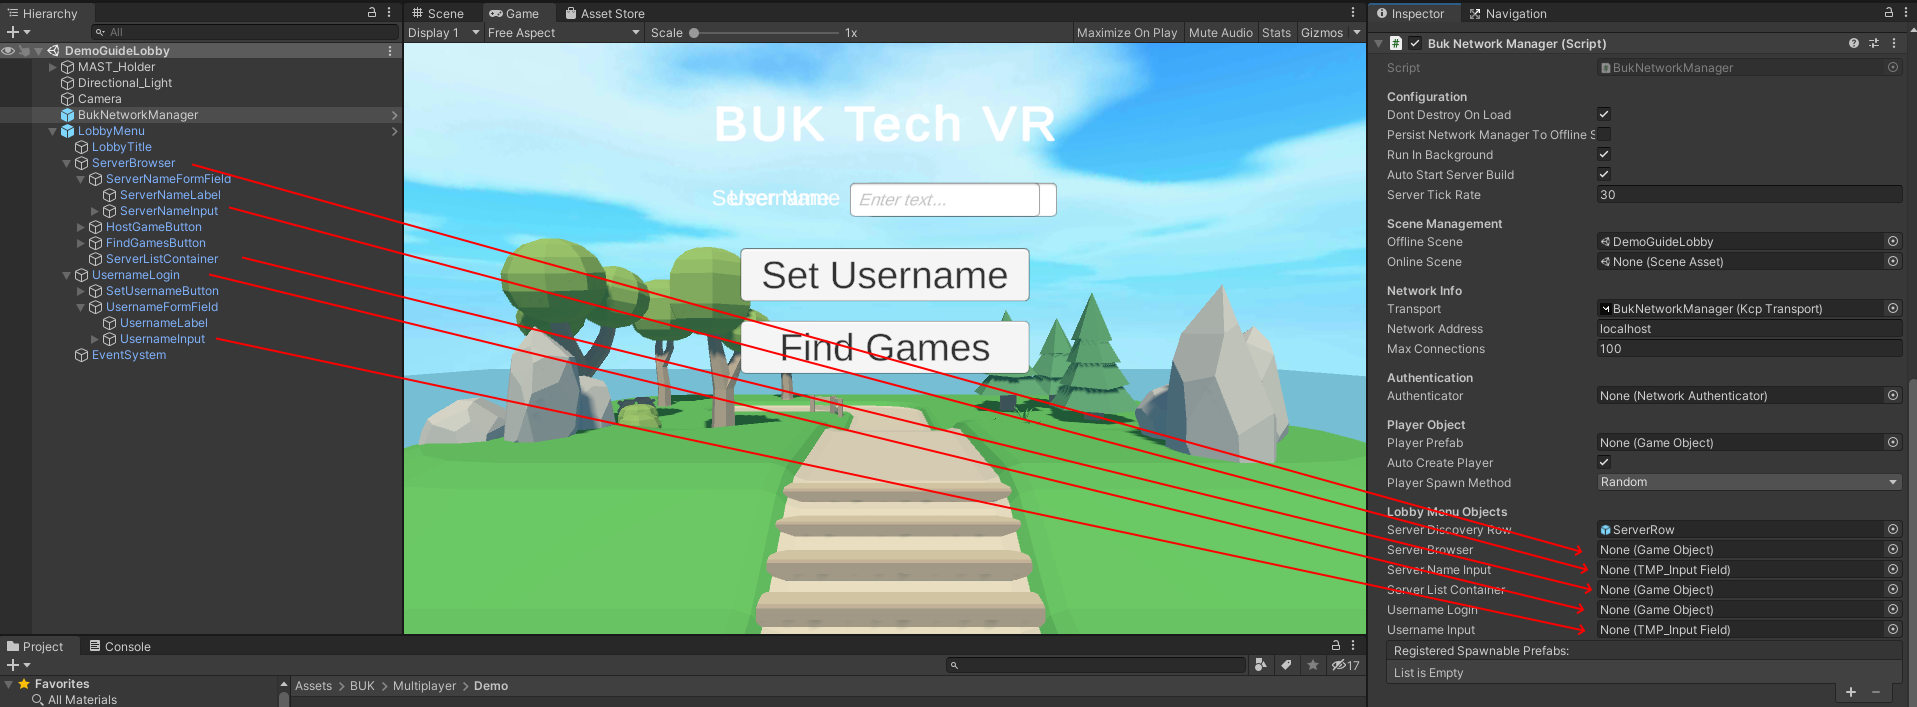 Hierarchy
All
DemoGuideLobby
MAST_Holder
Directional_Light
Camera
BukNetworkManager
LobbyMenu
LobbyTitle
ServerBrowser
ServerNameFormField
ServerNameLabel
ServerNameInput
HostGameButton
FindGamesButton
ServerListContainer
UsernameLogin
SetUsernameButton
UsernameFormField
UsernameLabel
UsernameInput
EventSystem
Scene Game Asset Store
Display 1 Free Aspect Scale 1x Maximize On Play Mute Audio Stats Gizmos
BUK Tech VR
Server Name
Username
Enter text...
Set Username
Find Games
Inspector Navigation
Buk Network Manager (Script)
Script BukNetworkManager
Configuration
Dont Destroy On Load
Persist Network Manager To Offline S
Run In Background
Auto Start Server Build
Server Tick Rate 30
Scene Management
Offline Scene DemoGuideLobby
Online Scene None (Scene Asset)
Network Info
Transport BukNetworkManager (Kcp Transport)
Network Address localhost
Max Connections 100
Authentication
Authenticator None (Network Authenticator)
Player Object
Player Prefab None (Game Object)
Auto Create Player
Player Spawn Method Random
Lobby Menu Objects
Server Discovery Row ServerRow
Server Browser None (Game Object)
Server Name Input None (TMP_Input Field)
Server List Container None (Game Object)
Username Login None (Game Object)
Username Input None (TMP_Input Field)
Registered Spawnable Prefabs:
List is Empty
Project Console
17
Favorites
All Materials
Assets > BUK > Multiplayer > Demo